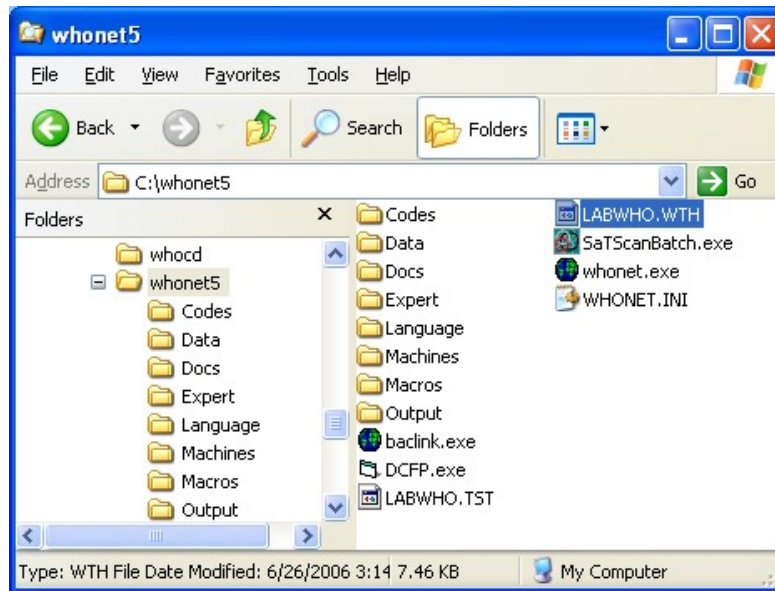 whonet5
File Edit View Favorites Tools Help
Back Search Folders
Address C:\whonet5 Go
Folders
whocd
whonet5
Codes
Data
Docs
Expert
Language
Machines
Macros
Output
Codes
Data
Docs
Expert
Language
Machines
Macros
Output
baclink.exe
DCFP.exe
LABWHO.TST
LABWHO.WTH
SaTScanBatch.exe
whonet.exe
WHONET.INI
Type: WTH File Date Modified: 6/26/2006 3:14 7.46 KB My Computer